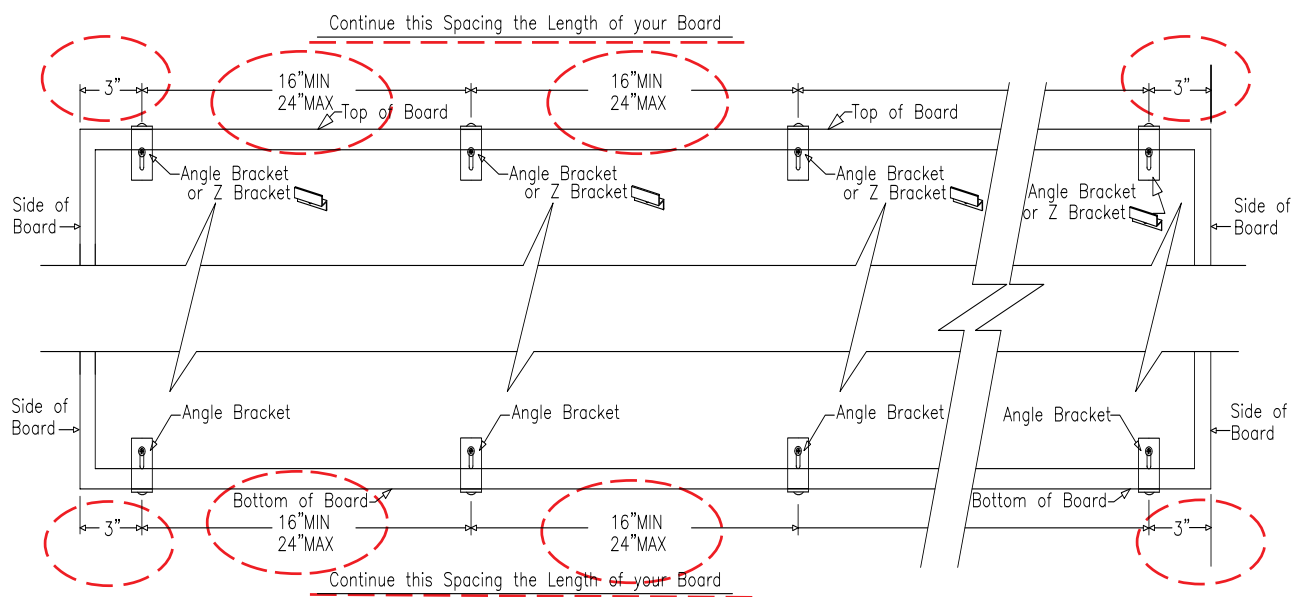 Continue this Spacing the Length of your Board
3"
16"MIN
24"MAX
16"MIN
24"MAX
3"
Top of Board
Top of Board
Angle Bracket
or Z Bracket
Angle Bracket
or Z Bracket
Angle Bracket
or Z Bracket
Angle Bracket
or Z Bracket
Side of
Board
Side of
Board
Side of
Board
Angle Bracket
Angle Bracket
Angle Bracket
Angle Bracket
Side of
Board
Bottom of Board
Bottom of Board
3"
16"MIN
24"MAX
16"MIN
24"MAX
3"
Continue this Spacing the Length of your Board